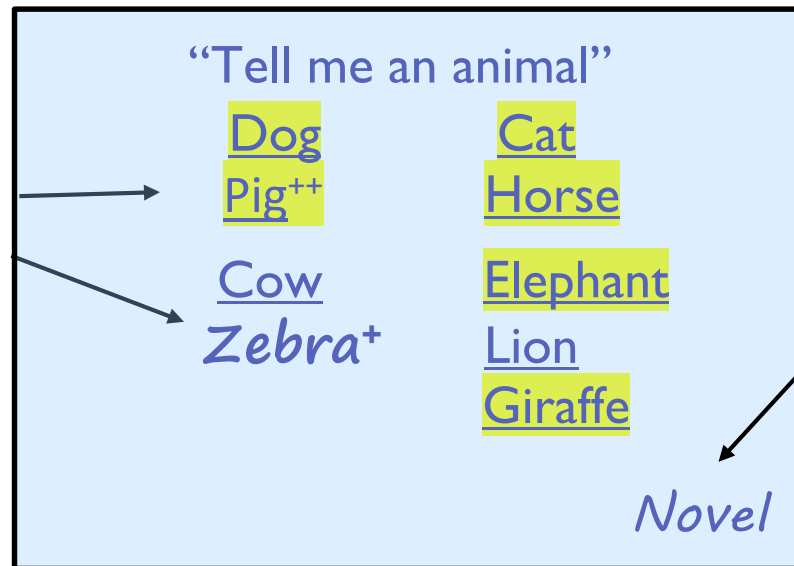 “Tell me an animal”
Dog
Pig++
Cow
Zebra+
Cat
Horse
Elephant
Lion
Giraffe
Novel